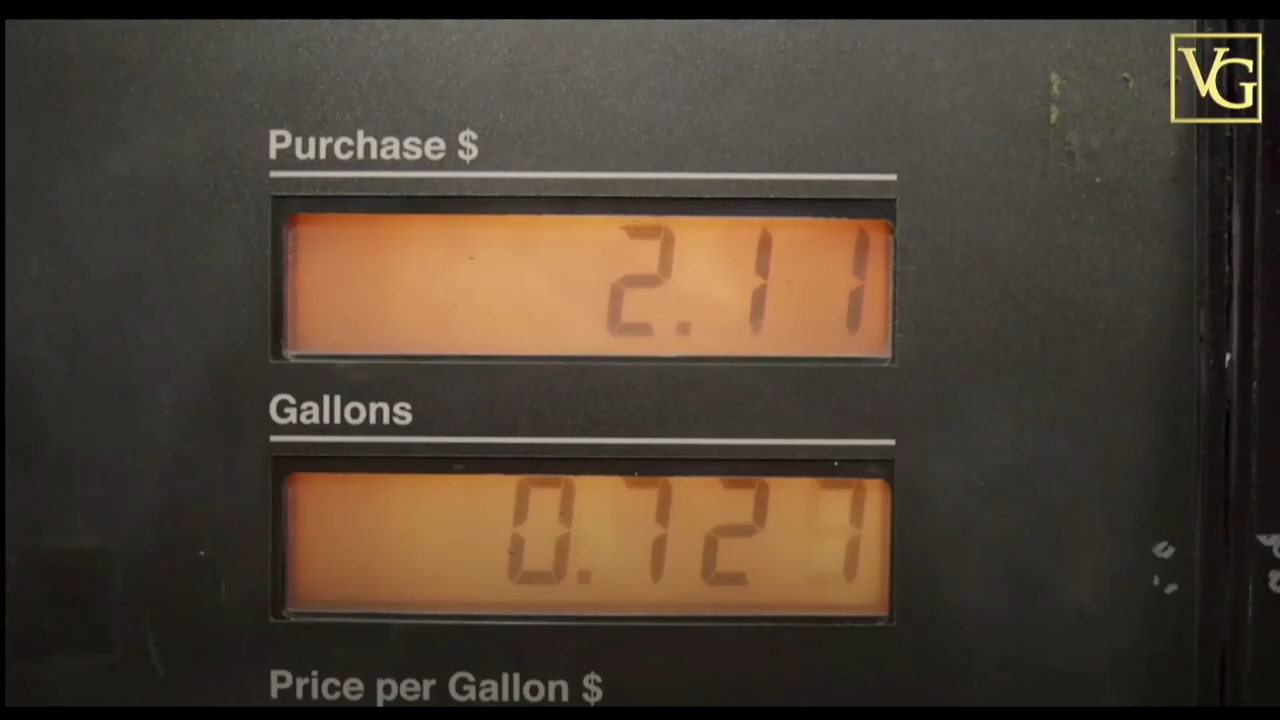 VG
Purchase $
2.11
Gallons
0.727
Price per Gallon $